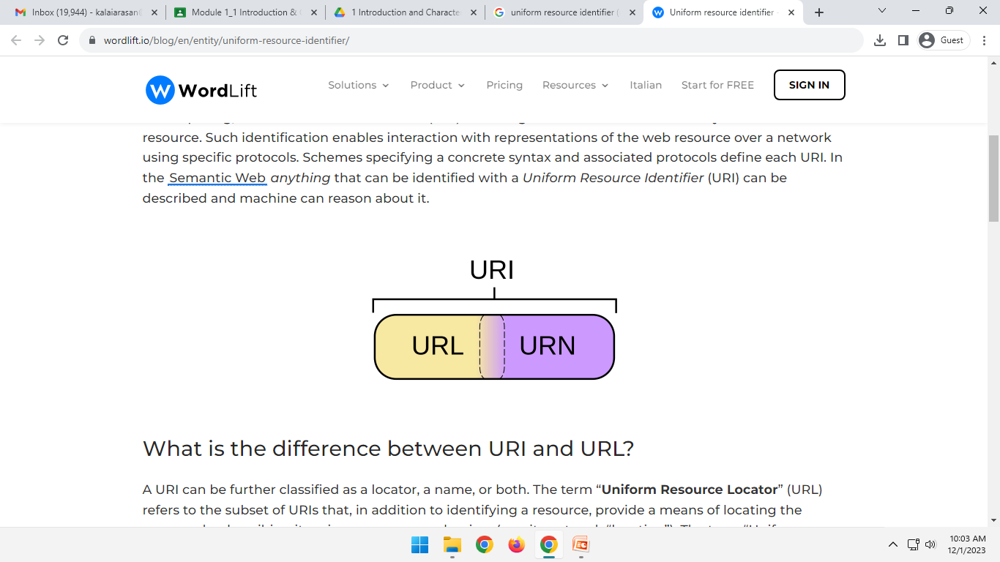 Inbox (19,944) - kalaiarasan@
Module 1_1 Introduction & C
1 Introduction and Characte
uniform resource identifier (
Uniform resource identifier -
wordlift.io/blog/en/entity/uniform-resource-identifier/
Guest
W WordLift
Solutions
Product
Pricing
Resources
Italian
Start for FREE
SIGN IN
resource. Such identification enables interaction with representations of the web resource over a network
using specific protocols. Schemes specifying a concrete syntax and associated protocols define each URI. In
the Semantic Web anything that can be identified with a Uniform Resource Identifier (URI) can be
described and machine can reason about it.
URI
URL URN
What is the difference between URI and URL?
A URI can be further classified as a locator, a name, or both. The term “Uniform Resource Locator” (URL)
refers to the subset of URIs that, in addition to identifying a resource, provide a means of locating the
10:03 AM
12/1/2023